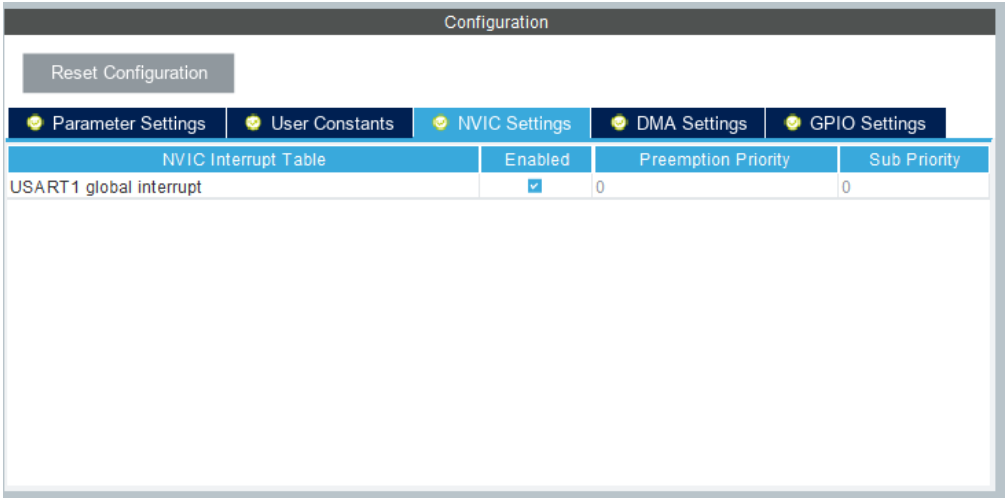 Configuration
Reset Configuration
Parameter Settings User Constants NVIC Settings DMA Settings GPIO Settings
NVIC Interrupt Table Enabled Preemption Priority Sub Priority
USART1 global interrupt 0 0